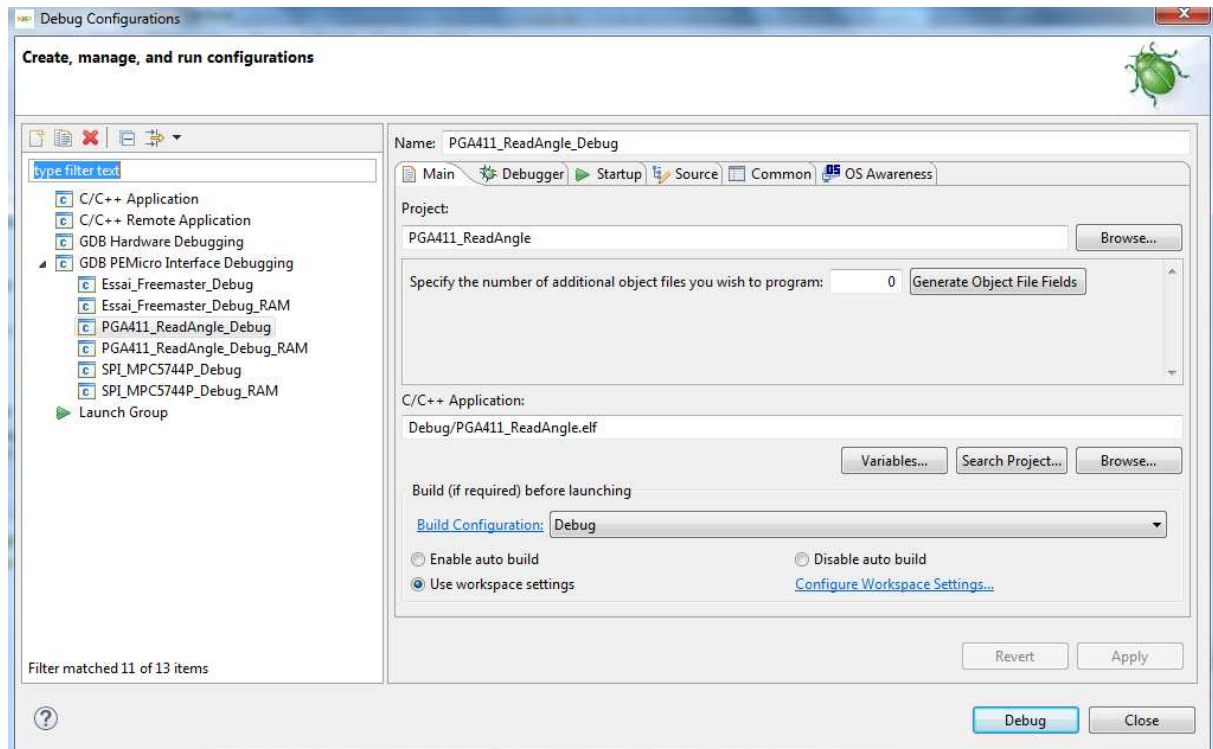 NXP Debug Configurations
Create, manage, and run configurations
type filter text
C/C++ Application
C/C++ Remote Application
GDB Hardware Debugging
GDB PEMicro Interface Debugging
Essai_Freemaster_Debug
Essai_Freemaster_Debug_RAM
PGA411_ReadAngle_Debug
PGA411_ReadAngle_Debug_RAM
SPI_MPC5744P_Debug
SPI_MPC5744P_Debug_RAM
Launch Group
Filter matched 11 of 13 items
Name: PGA411_ReadAngle_Debug
Main Debugger Startup Source Common OS OS Awareness
Project:
PGA411_ReadAngle Browse...
Specify the number of additional object files you wish to program: 0 Generate Object File Fields
C/C++ Application:
Debug/PGA411_ReadAngle.elf
Variables... Search Project... Browse...
Build (if required) before launching
Build Configuration: Debug
Enable auto build Disable auto build
Use workspace settings Configure Workspace Settings...
Revert Apply
Debug Close